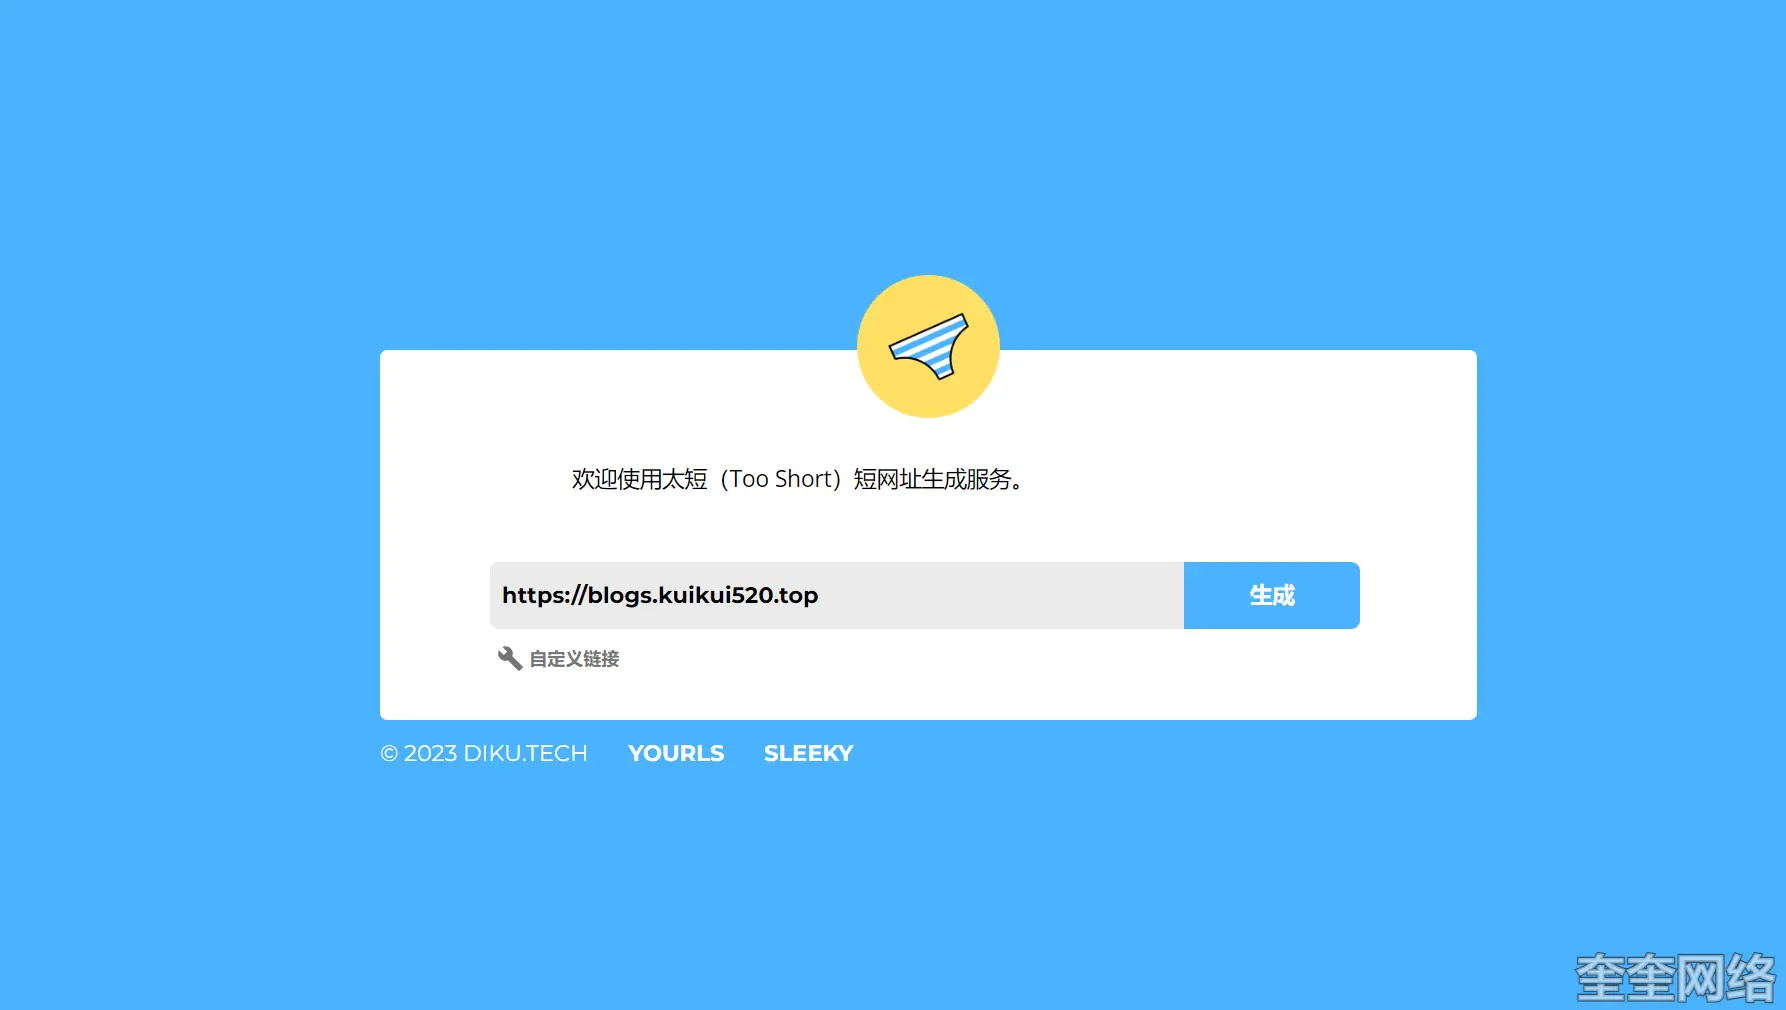 欢迎使用太短（Too Short）短网址生成服务。
https://blogs.kuikui520.top
生成
自定义链接
© 2023 DIKU.TECH YOURLS SLEEKY
奎奎网络